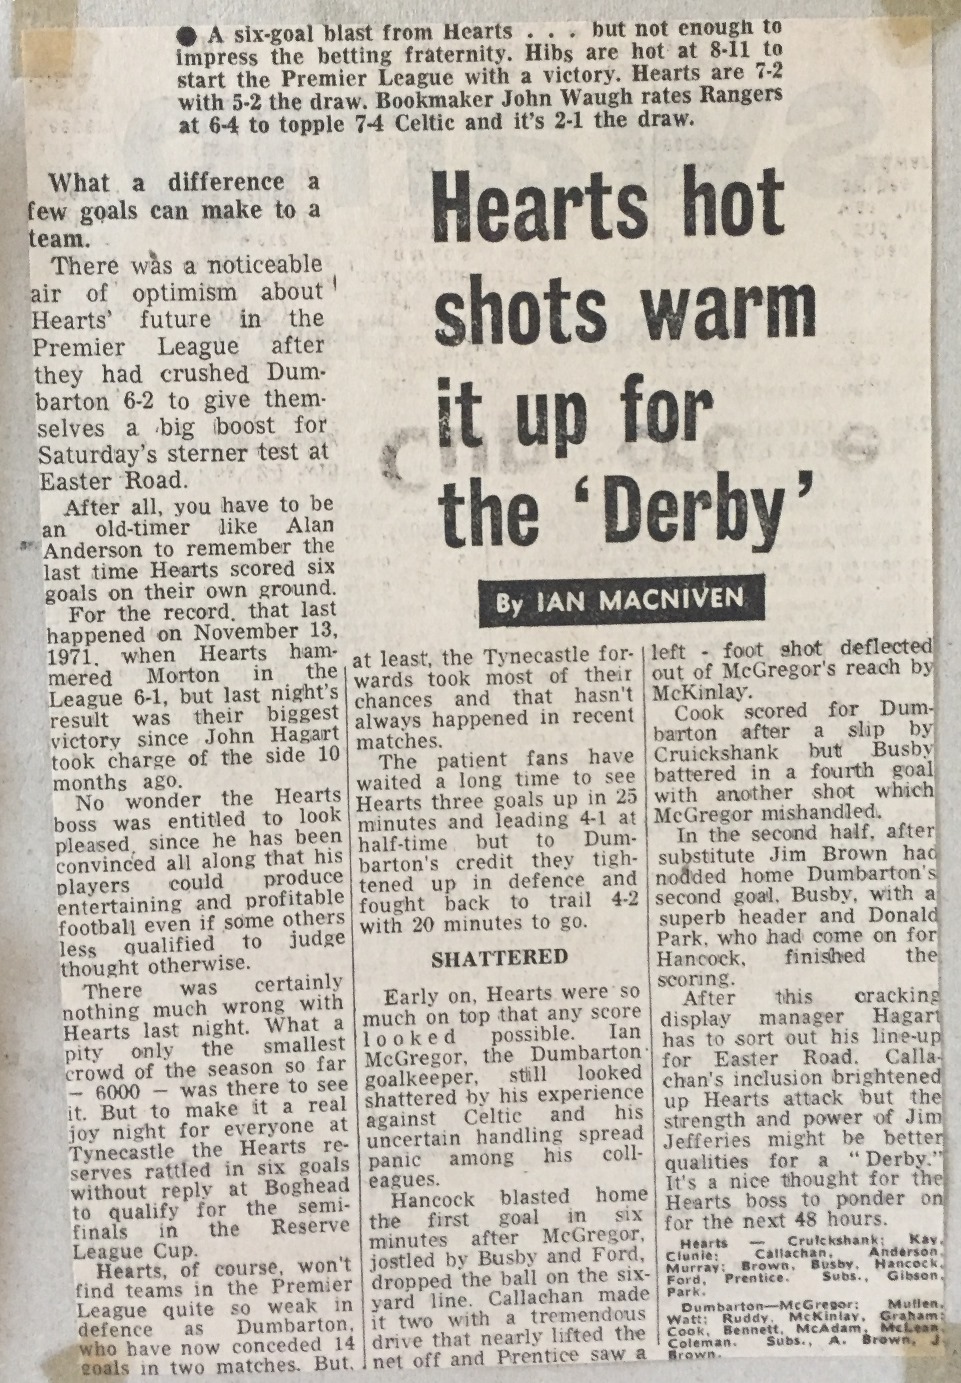 ● A six-goal blast from Hearts . . . but not enough to
impress the betting fraternity. Hibs are hot at 8-11 to
start the Premier League with a victory. Hearts are 7-2
with 5-2 the draw. Bookmaker John Waugh rates Rangers
at 6-4 to topple 7-4 Celtic and it's 2-1 the draw.
Hearts hot
shots warm
it up for
the ‘Derby’
By IAN MACNIVEN
What a difference a
few goals can make to a
team.
There was a noticeable
air of optimism about
Hearts' future in the
Premier League after
they had crushed Dum-
barton 6-2 to give them-
selves a big boost for
Saturday's sterner test at
Easter Road.
After all, you have to be
an old-timer like Alan
Anderson to remember the
last time Hearts scored six
goals on their own ground.
For the record, that last
happened on November 13,
1971, when Hearts ham-
mered Morton in the
League 6-1, but last night's
result was their biggest
victory since John Hagart
took charge of the side 10
months ago.
No wonder the Hearts
boss was entitled to look
pleased, since he has been
convinced all along that his
players could produce
entertaining and profitable
football even if some others
less qualified to judge
thought otherwise.
There was certainly
nothing much wrong with
Hearts last night. What a
pity only the smallest
crowd of the season so far
— 6000 — was there to see
it. But to make it a real
joy night for everyone at
Tynecastle the Hearts re-
serves rattled in six goals
without reply at Boghead
to qualify for the semi-
finals in the Reserve
League Cup.
Hearts, of course, won't
find teams in the Premier
League quite so weak in
defence as Dumbarton,
who have now conceded 14
goals in two matches. But,
at least, the Tynecastle for-
wards took most of their
chances and that hasn't
always happened in recent
matches.
The patient fans have
waited a long time to see
Hearts three goals up in 25
minutes and leading 4-1 at
half-time but to Dum-
barton's credit they tigh-
tened up in defence and
fought back to trail 4-2
with 20 minutes to go.
SHATTERED
Early on, Hearts were so
much on top that any score
looked possible. Ian
McGregor, the Dumbarton
goalkeeper, still looked
shattered by his experience
against Celtic and his
uncertain handling spread
panic among his coll-
eagues.
Hancock blasted home
the first goal in six
minutes after McGregor,
jostled by Busby and Ford,
dropped the ball on the six-
yard line. Callachan made
it two with a tremendous
drive that nearly lifted the
net off and Prentice saw a
left - foot shot deflected
out of McGregor's reach by
McKinlay.
Cook scored for Dum-
barton after a slip by
Cruickshank but Busby
battered in a fourth goal
with another shot which
McGregor mishandled.
In the second half, after
substitute Jim Brown had
nodded home Dumbarton's
second goal, Busby, with a
superb header and Donald
Park, who had come on for
Hancock, finished the
scoring.
After this cracking
display manager Hagart
has to sort out his line-up
for Easter Road. Calla-
chan's inclusion brightened
up Hearts attack but the
strength and power of Jim
Jefferies might be better
qualities for a “Derby.”
It's a nice thought for the
Hearts boss to ponder on
for the next 48 hours.
Hearts — Cruickshank; Kay,
Clunie; Callachan, Anderson,
Murray; Brown, Busby, Hancock,
Ford, Prentice. Subs., Gibson,
Park.
Dumbarton—McGregor; Mullen,
Watt; Ruddy, McKinlay, Graham;
Cook, Bennett, McAdam, McLean,
Coleman. Subs., A. Brown, J.
Brown.